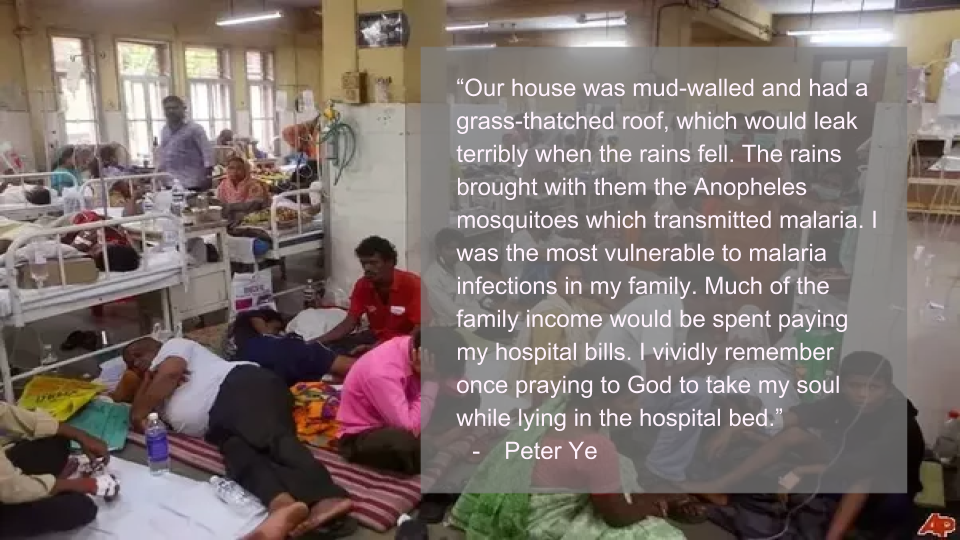 “Our house was mud-walled and had a
grass-thatched roof, which would leak
terribly when the rains fell. The rains
brought with them the Anopheles
mosquitoes which transmitted malaria. I
was the most vulnerable to malaria
infections in my family. Much of the
family income would be spent paying
my hospital bills. I vividly remember
once praying to God to take my soul
while lying in the hospital bed.”
- Peter Ye
AP